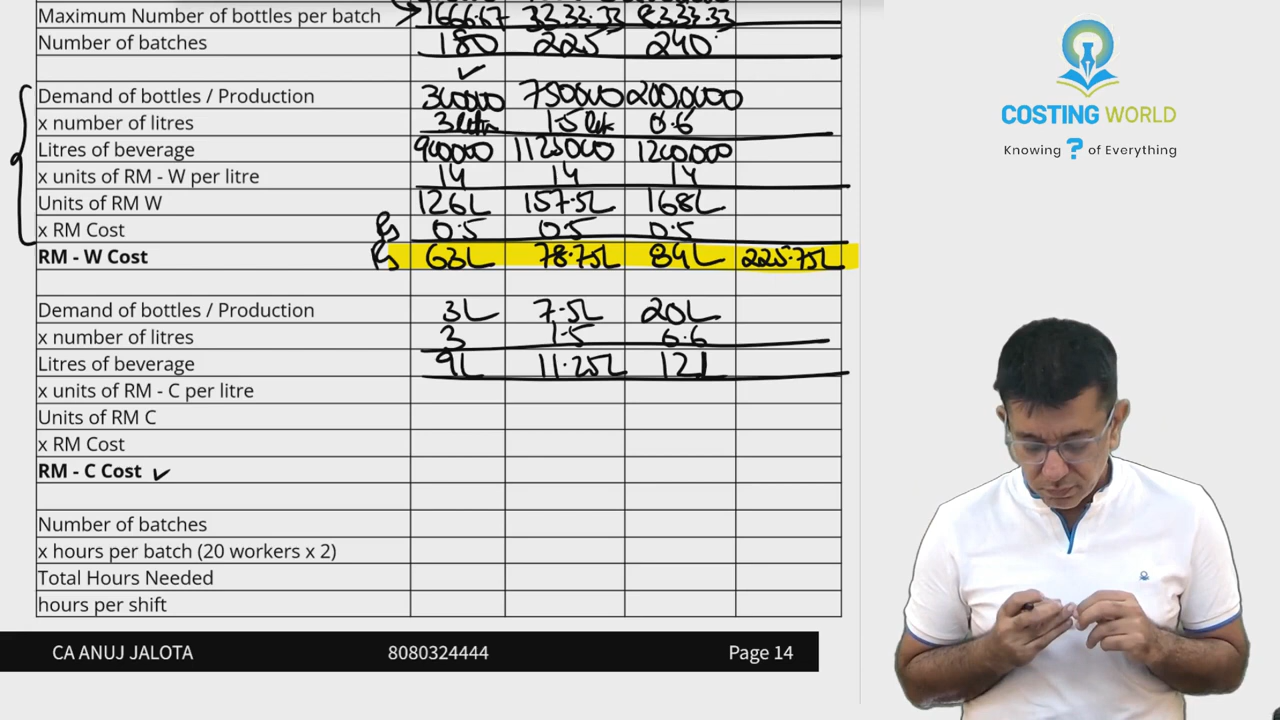 Maximum Number of bottles per batch 1666.67 3333.33 8333.33
Number of batches 180 225 240
Demand of bottles / Production 300000 750000 2000000
x number of litres 3 1.5 0.6
Litres of beverage 900000 1125000 1200000
x units of RM - W per litre 14 14 14
Units of RM W 126L 157.5L 168L
x RM Cost Rs 0.5 0.5 0.5
RM - W Cost Rs 63L 78.75L 84L 225.75L
Demand of bottles / Production 3L 7.5L 20L
x number of litres 3 1.5 0.6
Litres of beverage 9L 11.25L 12L
x units of RM - C per litre
Units of RM C
x RM Cost
RM - C Cost ✓
Number of batches
x hours per batch (20 workers x 2)
Total Hours Needed
hours per shift
CA ANUJ JALOTA 8080324444 Page 14
COSTING WORLD
Knowing ? of Everything